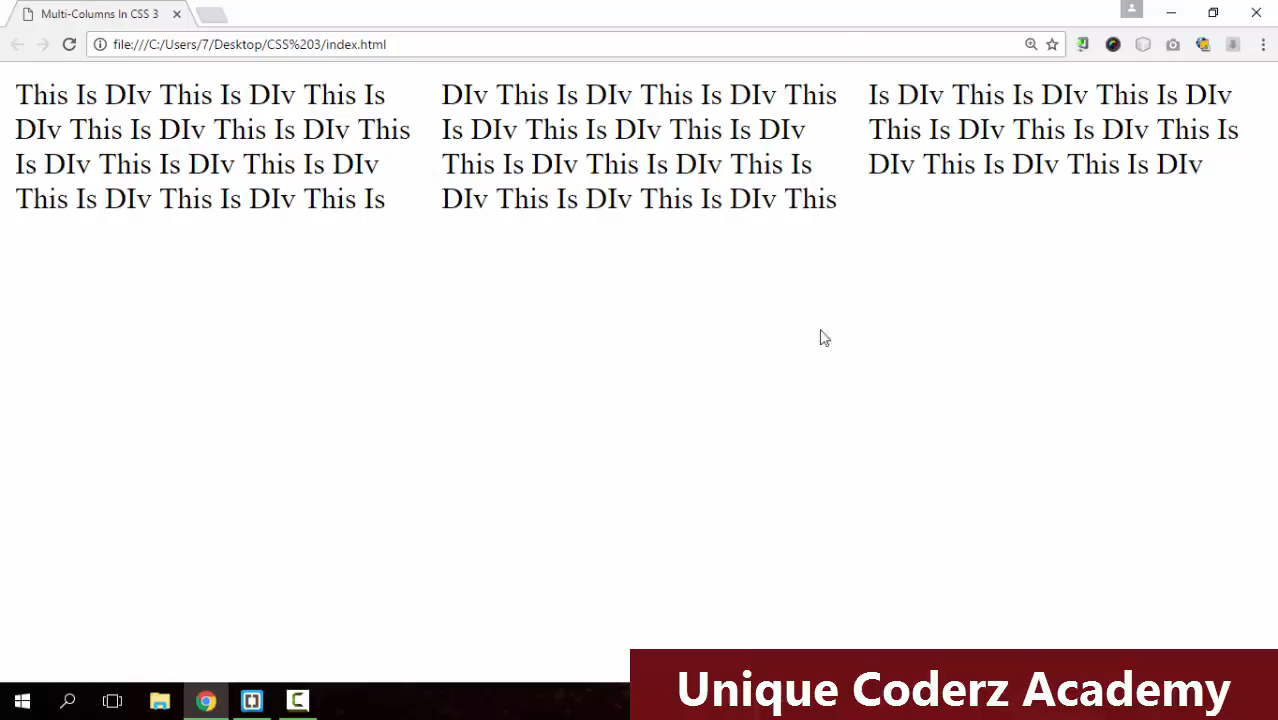 Multi-Columns In CSS 3
file:///C:/Users/7/Desktop/CSS%203/index.html
This Is DIv This Is DIv This Is
DIv This Is DIv This Is DIv This
Is DIv This Is DIv This Is DIv
This Is DIv This Is DIv This Is
DIv This Is DIv This Is DIv This
Is DIv This Is DIv This Is DIv
This Is DIv This Is DIv This Is
DIv This Is DIv This Is DIv This
Is DIv This Is DIv This Is DIv
This Is DIv This Is DIv This Is
DIv This Is DIv This Is DIv
Unique Coderz Academy